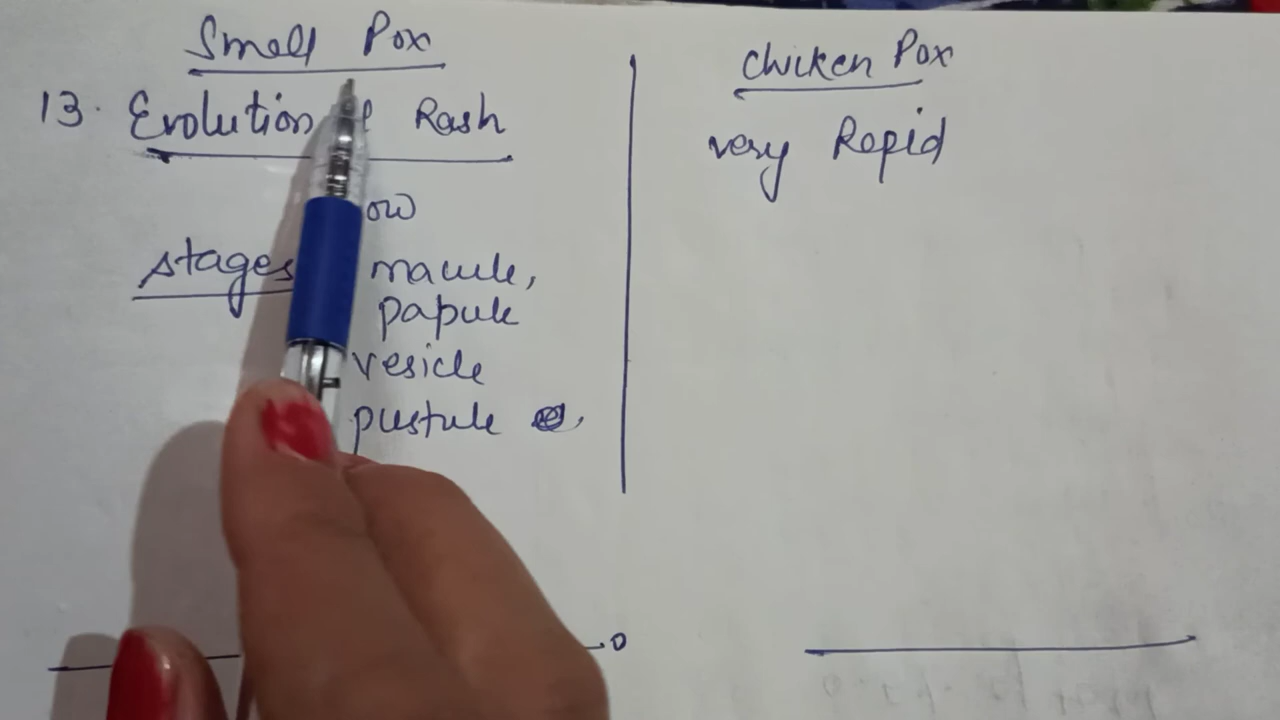 Small Pox
13. Evolution Rash
ow
stages
macule,
papule
vesicle
pustule
Chicken Pox
very Rapid